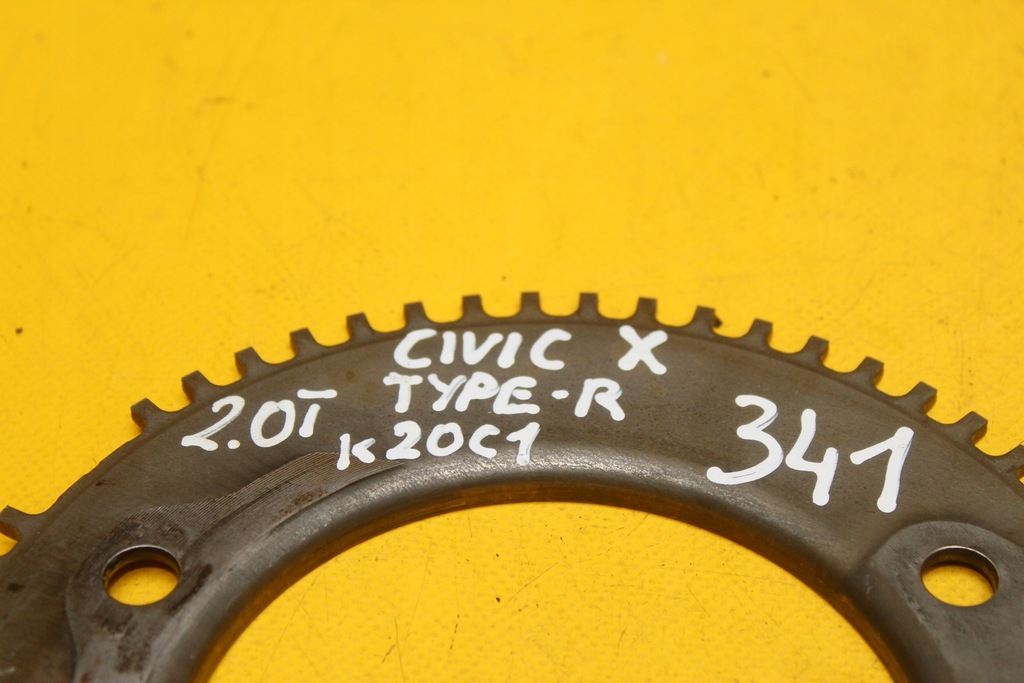 CIVIC X
2.0T TYPE-R
K20C1
341